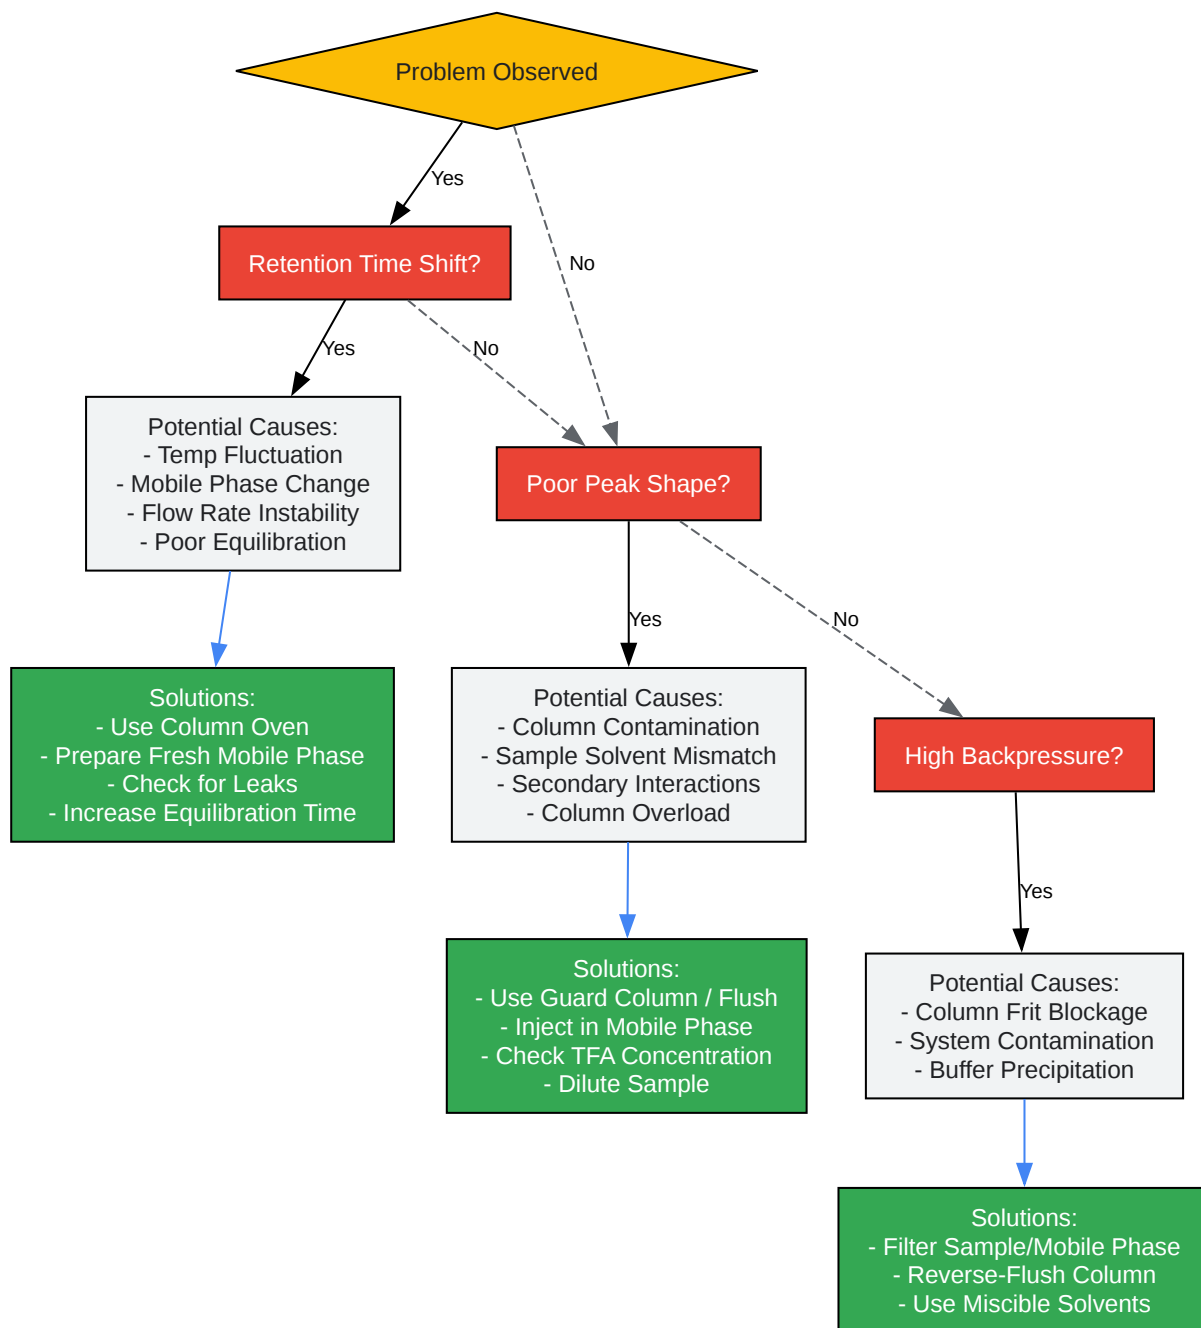 Problem Observed
Yes
No
Retention Time Shift?
Yes
No
Potential Causes:
- Temp Fluctuation
- Mobile Phase Change
- Flow Rate Instability
- Poor Equilibration
Poor Peak Shape?
Yes
No
Solutions:
- Use Column Oven
- Prepare Fresh Mobile Phase
- Check for Leaks
- Increase Equilibration Time
Potential Causes:
- Column Contamination
- Sample Solvent Mismatch
- Secondary Interactions
- Column Overload
High Backpressure?
Yes
Solutions:
- Use Guard Column / Flush
- Inject in Mobile Phase
- Check TFA Concentration
- Dilute Sample
Potential Causes:
- Column Frit Blockage
- System Contamination
- Buffer Precipitation
Solutions:
- Filter Sample/Mobile Phase
- Reverse-Flush Column
- Use Miscible Solvents